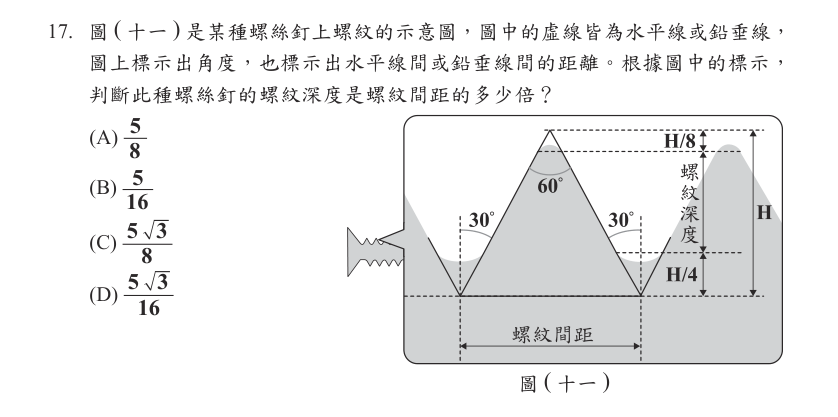 17. 圖(十一)是某種螺絲釘上螺紋的示意圖，圖中的虛線皆為水平線或鉛垂線，
圖上標示出角度，也標示出水平線間或鉛垂線間的距離。根據圖中的標示，
判斷此種螺絲釘的螺紋深度是螺紋間距的多少倍？
(A) 5/8
(B) 5/16
(C) 5√3/8
(D) 5√3/16
H/8
螺紋深度
60°
30°
30°
H
H/4
螺紋間距
圖(十一)